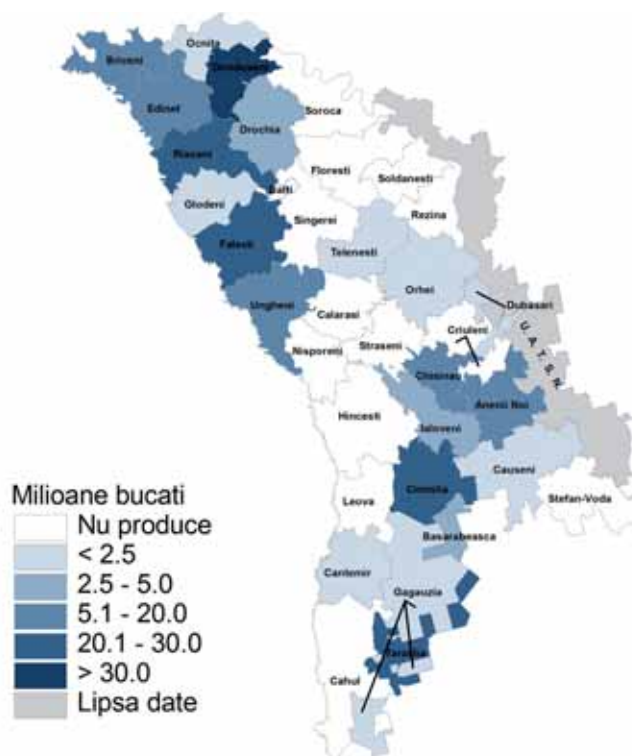 Ocnita
Briceni
Donduseni
Edinet
Soroca
Drochia
Riscani
Floresti
Balti
Soldanesti
Glodeni
Singerei
Rezina
Falesti
Telenesti
Orhei
Ungheni
Dubasari
Calarasi
Criuleni
U. A. T. S. N.
Straseni
Nisporeni
Chisinau
Anenii Noi
Hincesti
Ialoveni
Causeni
Cimislia
Leova
Stefan-Voda
Basarabeasca
Cantemir
Gagauzia
Taraclia
Cahul
Milioane bucati
Nu produce
< 2.5
2.5 - 5.0
5.1 - 20.0
20.1 - 30.0
> 30.0
Lipsa date